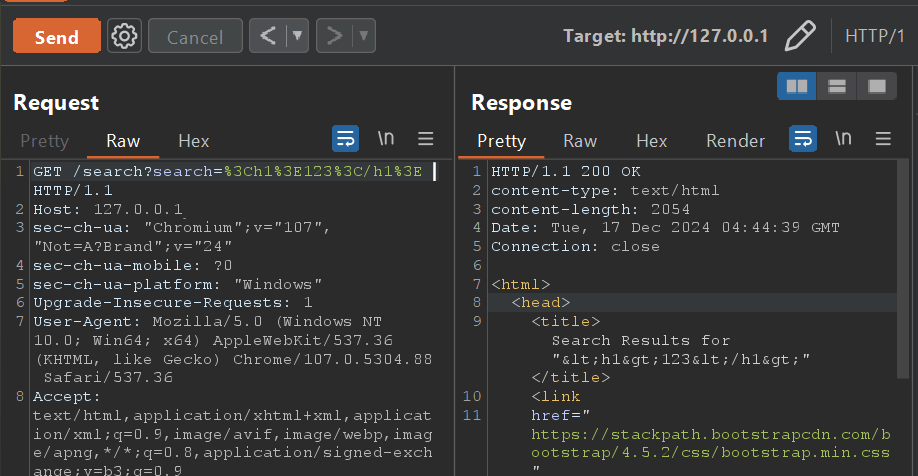 Send
Cancel
< ▼
> ▼
Target: http://127.0.0.1
HTTP/1
Request
Pretty
Raw
Hex
\n
1 GET /search?search=%3Ch1%3E123%3C/h1%3E
HTTP/1.1
2 Host: 127.0.0.1
3 sec-ch-ua: "Chromium";v="107",
"Not=A?Brand";v="24"
4 sec-ch-ua-mobile: ?0
5 sec-ch-ua-platform: "Windows"
6 Upgrade-Insecure-Requests: 1
7 User-Agent: Mozilla/5.0 (Windows NT
10.0; Win64; x64) AppleWebKit/537.36
(KHTML, like Gecko) Chrome/107.0.5304.88
Safari/537.36
8 Accept:
text/html,application/xhtml+xml,applicat
ion/xml;q=0.9,image/avif,image/webp,imag
e/apng,*/*;q=0.8,application/signed-exch
ange;v=b3;q=0.9
Response
Pretty
Raw
Hex
Render
\n
1 HTTP/1.1 200 OK
2 content-type: text/html
3 content-length: 2054
4 Date: Tue, 17 Dec 2024 04:44:39 GMT
5 Connection: close
6
7 <html>
8 <head>
9 <title>
Search Results for
"&lt;h1&gt;123&lt;/h1&gt;"
</title>
10 <link
11 href="
https://stackpath.bootstrapcdn.com/b
ootstrap/4.5.2/css/bootstrap.min.css
"